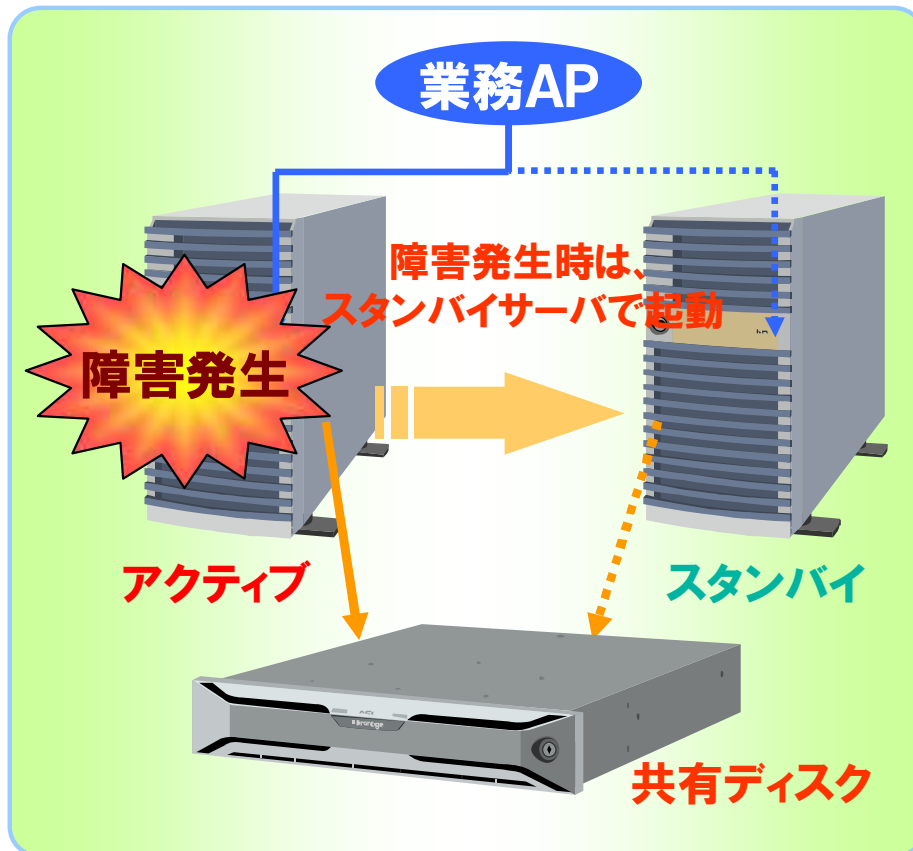 業務AP
障害発生時は、
スタンバイサーバで起動
障害発生
アクティブ
スタンバイ
共有ディスク